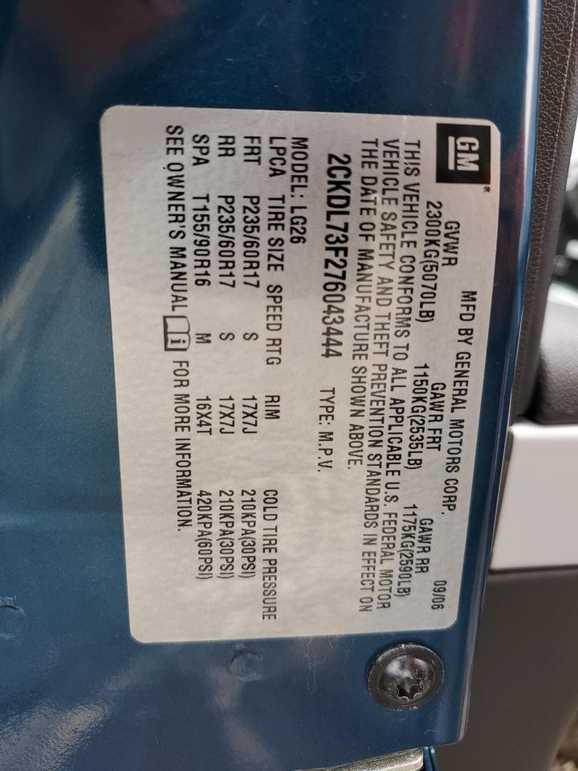 GM®
MFD BY GENERAL MOTORS CORP. 09/06
GVWR GAWR FRT GAWR RR
2300KG(5070LB) 1150KG(2535LB) 1175KG(2590LB)
THIS VEHICLE CONFORMS TO ALL APPLICABLE U.S. FEDERAL MOTOR
VEHICLE SAFETY AND THEFT PREVENTION STANDARDS IN EFFECT ON
THE DATE OF MANUFACTURE SHOWN ABOVE.
2CKDL73F276043444 TYPE: M.P.V.
MODEL: LG26
LPCA TIRE SIZE SPEED RTG RIM COLD TIRE PRESSURE
FRT P235/60R17 S 17X7J 210KPA(30PSI)
RR P235/60R17 S 17X7J 210KPA(30PSI)
SPA T155/90R16 M 16X4T 420KPA(60PSI)
SEE OWNER'S MANUAL i FOR MORE INFORMATION.